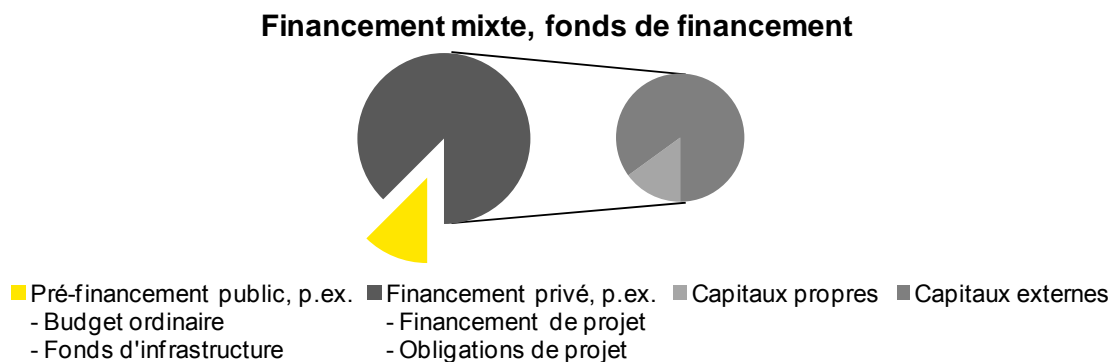 Financement mixte, fonds de financement
Pré-financement public, p.ex.
- Budget ordinaire
- Fonds d'infrastructure
Financement privé, p.ex.
- Financement de projet
- Obligations de projet
Capitaux propres
Capitaux externes